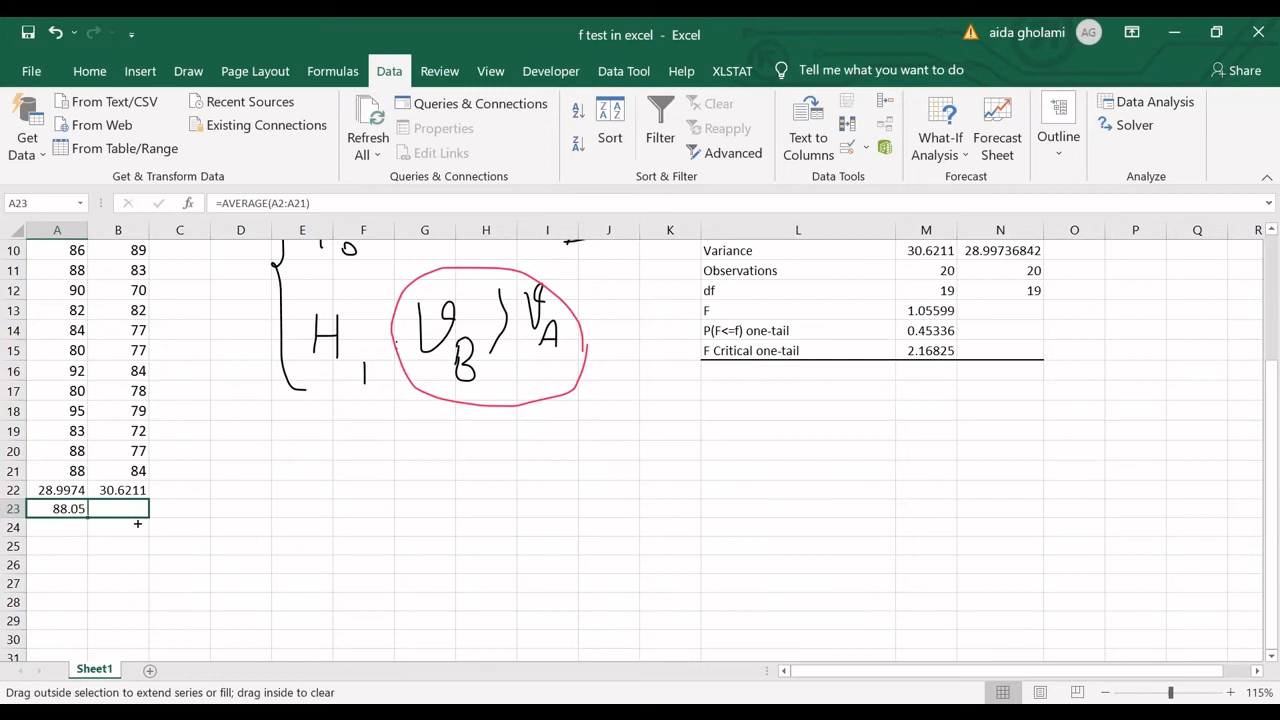 f test in excel - Excel
aida gholami AG
File Home Insert Draw Page Layout Formulas Data Review View Developer Data Tool Help XLSTAT Tell me what you want to do Share
Get Data
From Text/CSV
From Web
From Table/Range
Recent Sources
Existing Connections
Get & Transform Data
Refresh All
Queries & Connections
Properties
Edit Links
Queries & Connections
Sort
Filter
Clear
Reapply
Advanced
Sort & Filter
Text to Columns
Data Tools
What-If Analysis
Forecast Sheet
Forecast
Outline
Data Analysis
Solver
Analyze
A23 fx =AVERAGE(A2:A21)
A B C D E F G H I J K L M N O P Q R
10 86 89 Variance 30.6211 28.99736842
11 88 83 Observations 20 20
12 90 70 df 19 19
13 82 82 F 1.05599
14 84 77 P(F<=f) one-tail 0.45336
15 80 77 F Critical one-tail 2.16825
16 92 84
17 80 78
18 95 79
19 83 72
20 88 77
21 88 84
22 28.9974 30.6211
23 88.05
24
25
26
27
28
29
30
31
H1 VB > VA
Sheet1
Drag outside selection to extend series or fill; drag inside to clear
115%